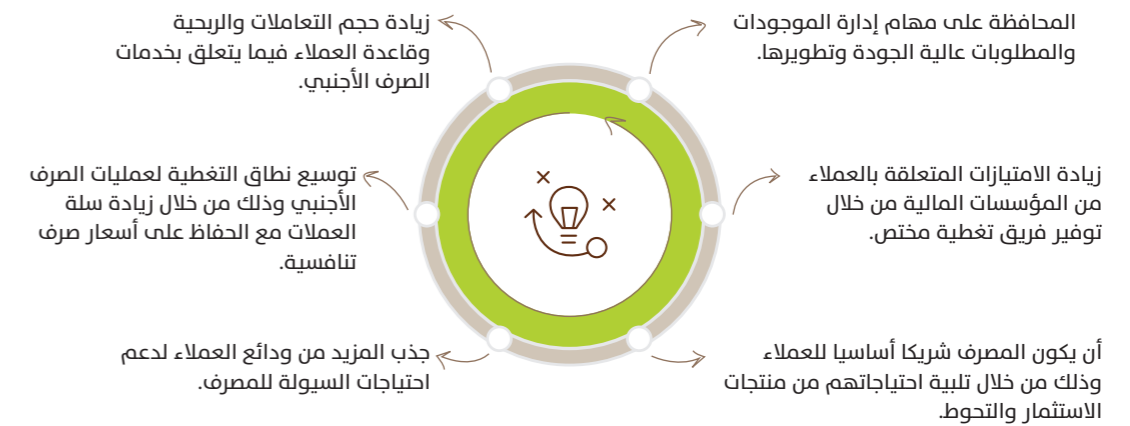 المحافظة على مهام إدارة الموجودات
والمطلوبات عالية الجودة وتطويرها.
زيادة الامتيازات المتعلقة بالعملاء
من المؤسسات المالية من خلال
توفير فريق تغطية مختص.
أن يكون المصرف شريكا أساسيا للعملاء
وذلك من خلال تلبية احتياجاتهم من منتجات
الاستثمار والتحوط.
زيادة حجم التعاملات والربحية
وقاعدة العملاء فيما يتعلق بخدمات
الصرف الأجنبي.
توسيع نطاق التغطية لعمليات الصرف
الأجنبي وذلك من خلال زيادة سلة
العملات مع الحفاظ على أسعار صرف
تنافسية.
جذب المزيد من ودائع العملاء لدعم
احتياجات السيولة للمصرف.